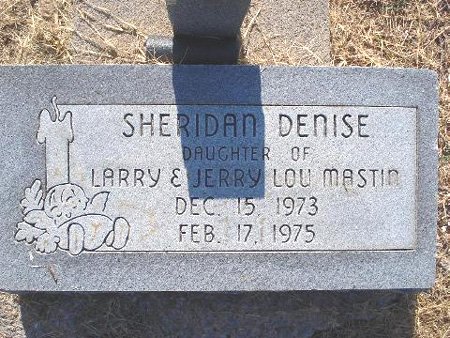 SHERIDAN DENISE
DAUGHTER OF
LARRY & JERRY LOU MASTIN
DEC. 15, 1973
FEB. 17, 1975